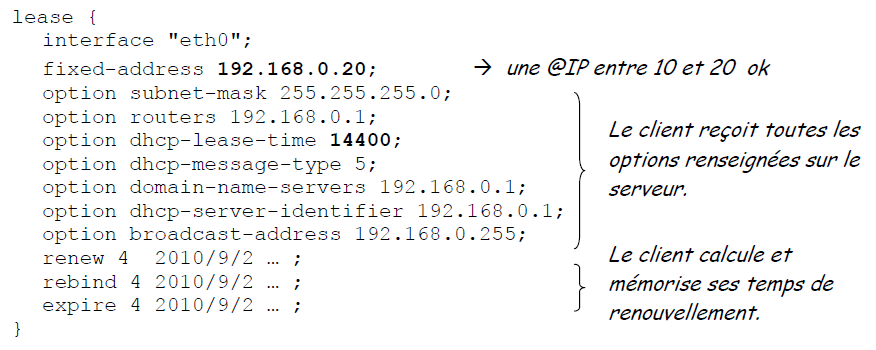 lease {
interface "eth0";
fixed-address 192.168.0.20; → une @IP entre 10 et 20 ok
option subnet-mask 255.255.255.0;
option routers 192.168.0.1;
option dhcp-lease-time 14400;
option dhcp-message-type 5;
option domain-name-servers 192.168.0.1;
option dhcp-server-identifier 192.168.0.1;
option broadcast-address 192.168.0.255;
Le client reçoit toutes les
options renseignées sur le
serveur.
renew 4 2010/9/2 … ;
rebind 4 2010/9/2 … ;
expire 4 2010/9/2 … ;
}
Le client calcule et
mémorise ses temps de
renouvellement.